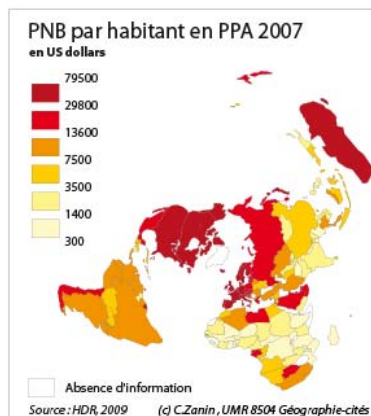 PNB par habitant en PPA 2007
en US dollars
79500
29800
13600
7500
3500
1400
300
Absence d'information
Source : HDR, 2009 (c) C.Zanin, UMR 8504 Géographie-cités